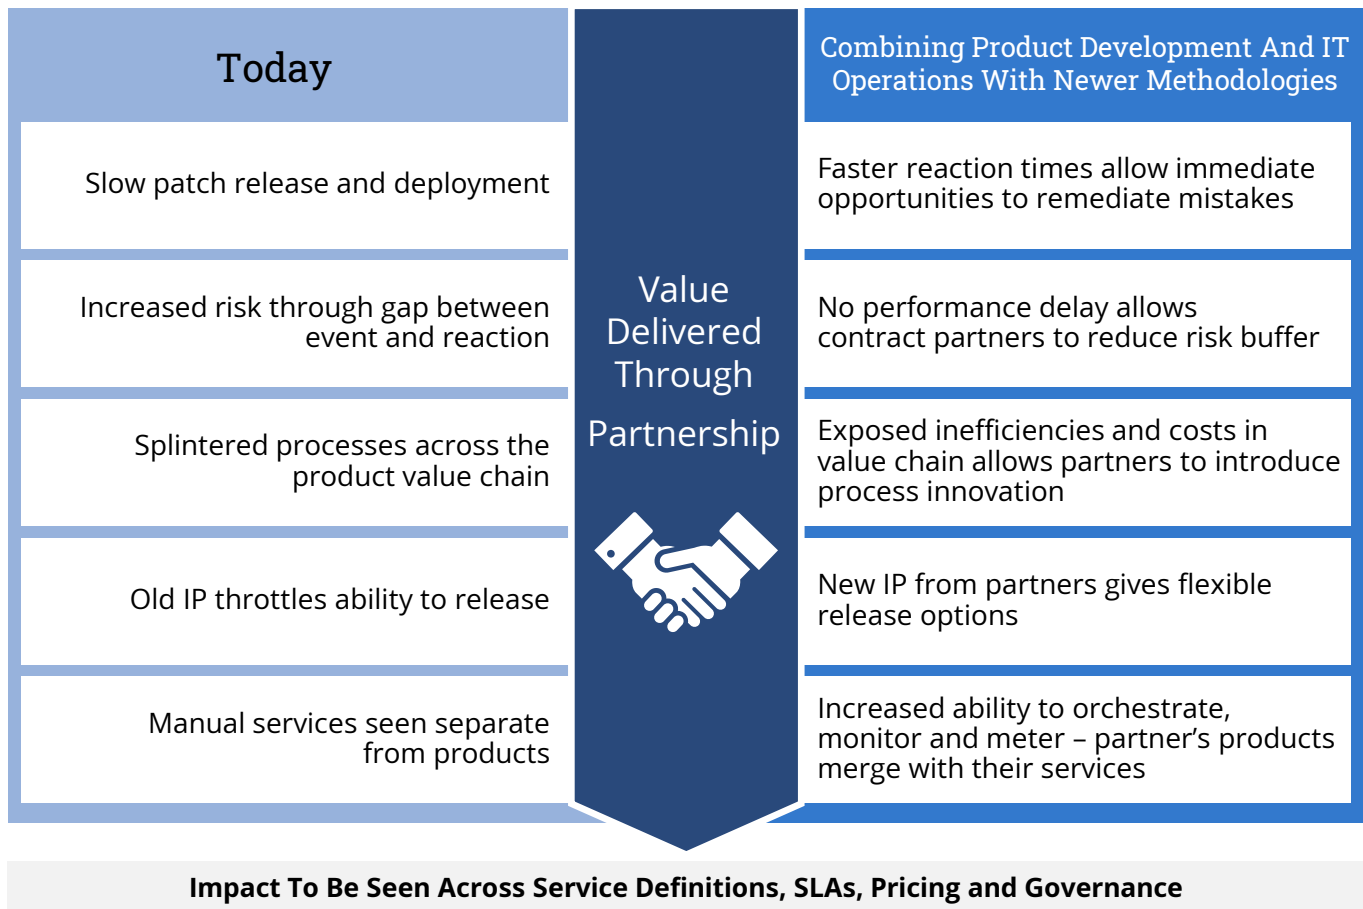 Today
Slow patch release and deployment
Increased risk through gap between
event and reaction
Splintered processes across the
product value chain
Old IP throttles ability to release
Manual services seen separate
from products
Value
Delivered
Through
Partnership
Combining Product Development And IT
Operations With Newer Methodologies
Faster reaction times allow immediate
opportunities to remediate mistakes
No performance delay allows
contract partners to reduce risk buffer
Exposed inefficiencies and costs in
value chain allows partners to introduce
process innovation
New IP from partners gives flexible
release options
Increased ability to orchestrate,
monitor and meter – partner’s products
merge with their services
Impact To Be Seen Across Service Definitions, SLAs, Pricing and Governance